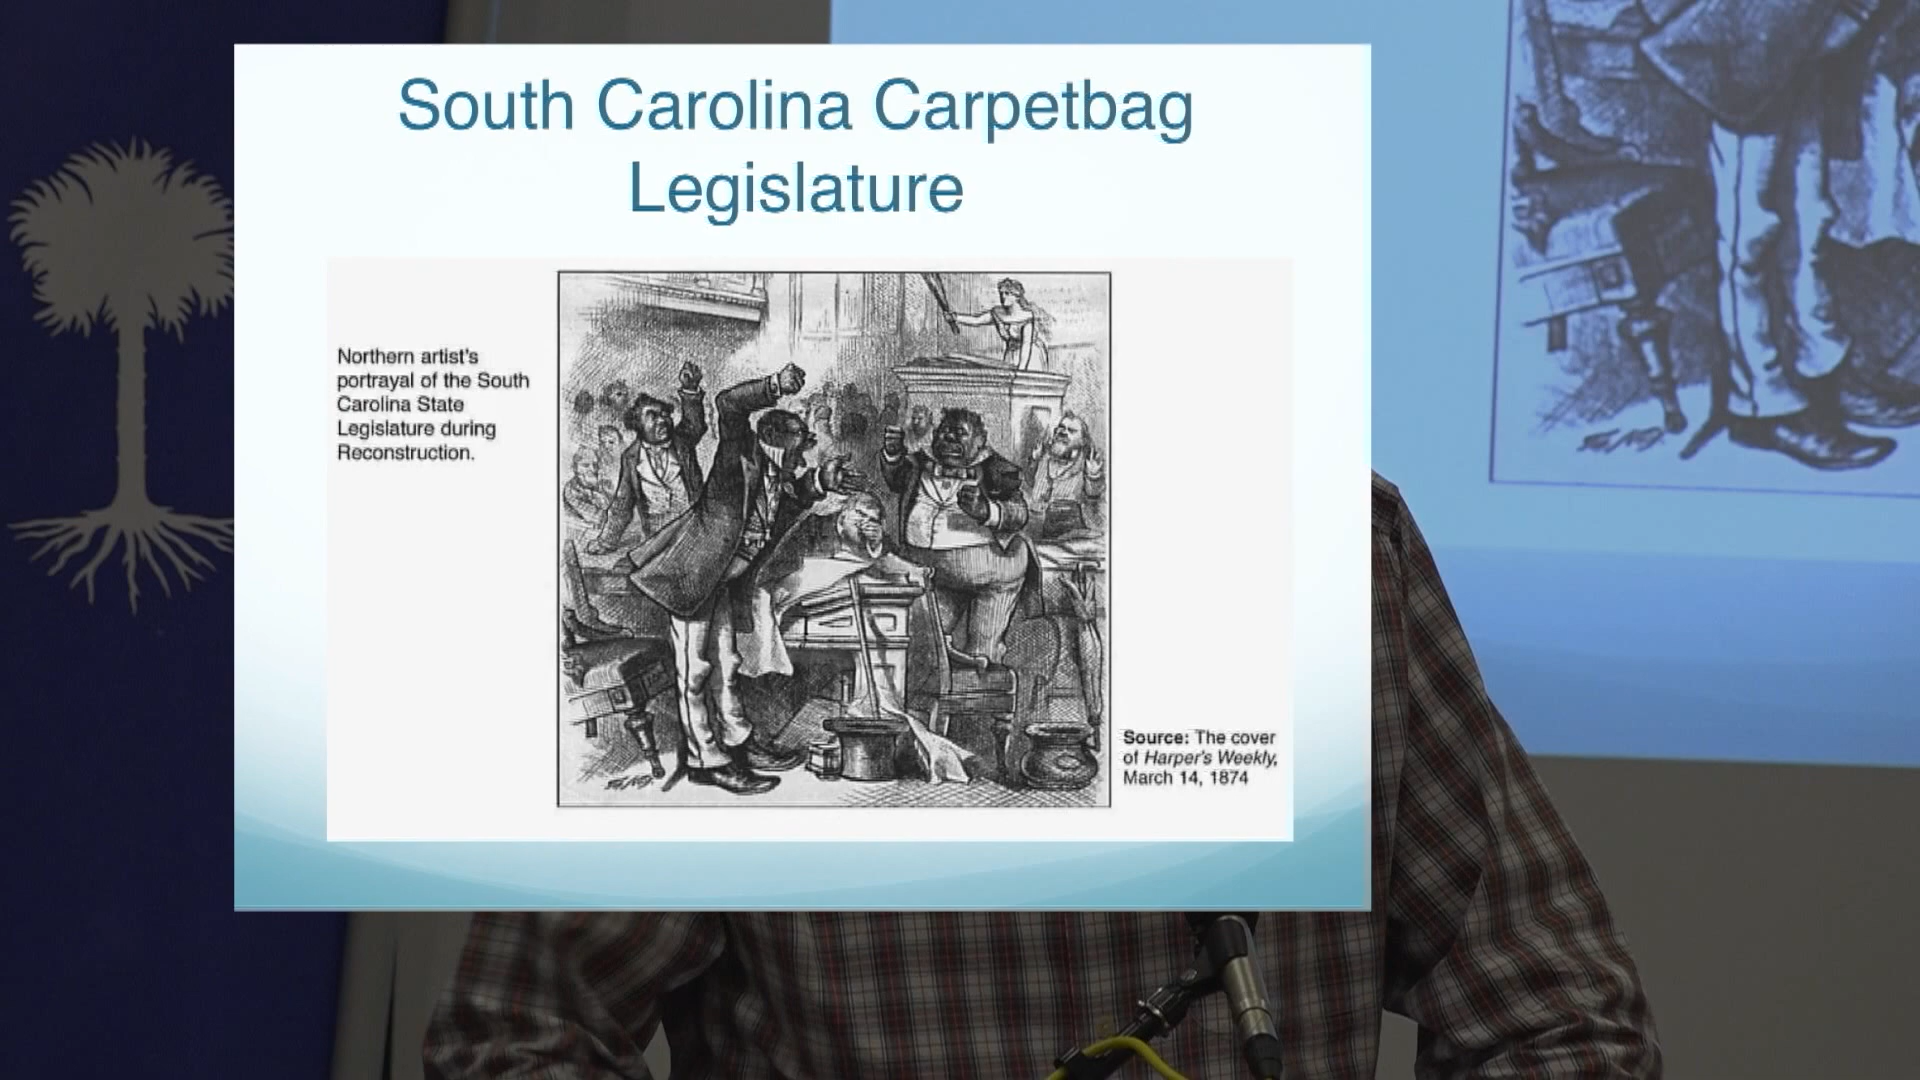 South Carolina Carpetbag
Legislature
Northern artist's
portrayal of the South
Carolina State
Legislature during
Reconstruction.
Source: The cover
of Harper's Weekly,
March 14, 1874